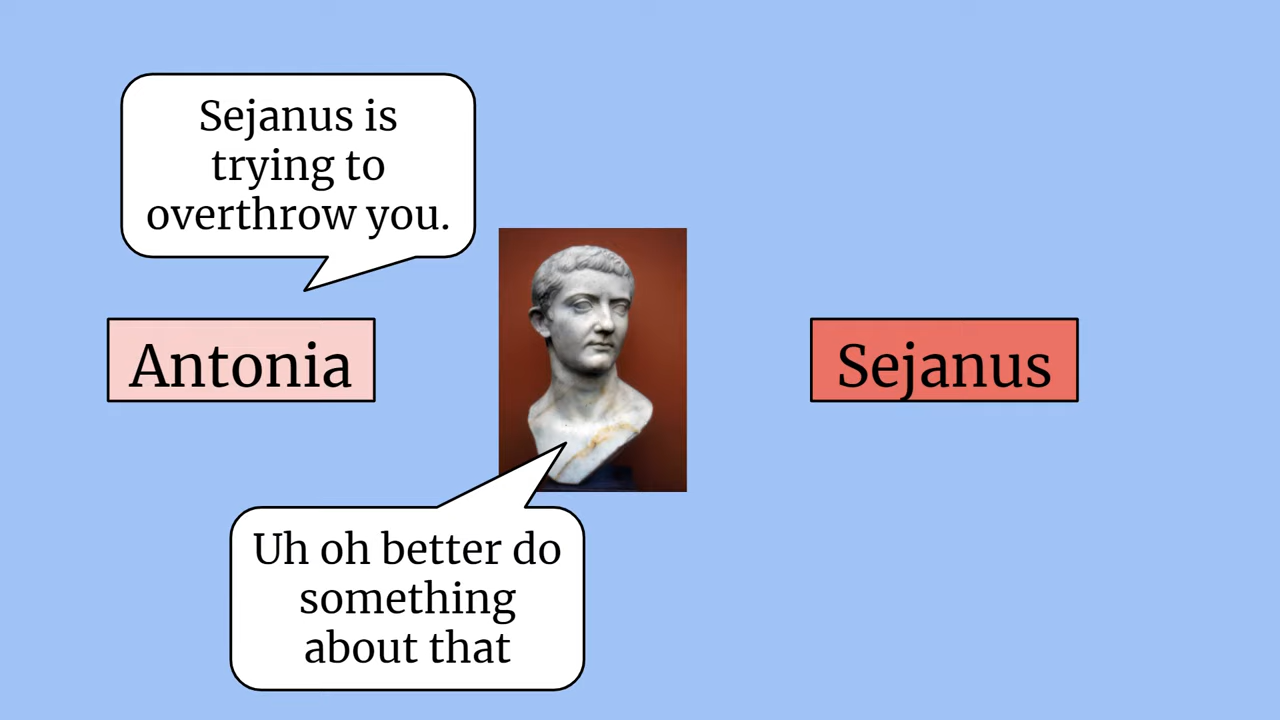 Sejanus is
trying to
overthrow you.
Antonia
Sejanus
Uh oh better do
something
about that